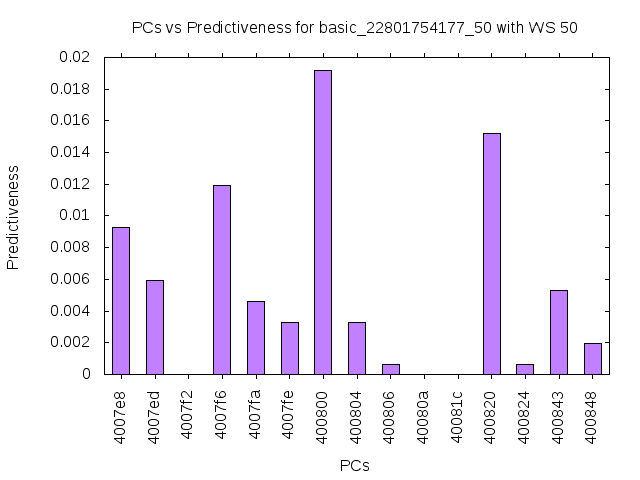 PCs vs Predictiveness for basic_22801754177_50 with WS 50
Predictiveness
0.02
0.018
0.016
0.014
0.012
0.01
0.008
0.006
0.004
0.002
0
4007e8
4007ed
4007f2
4007f6
4007fa
4007fe
400800
400804
400806
40080a
40081c
400820
400824
400843
400848
PCs